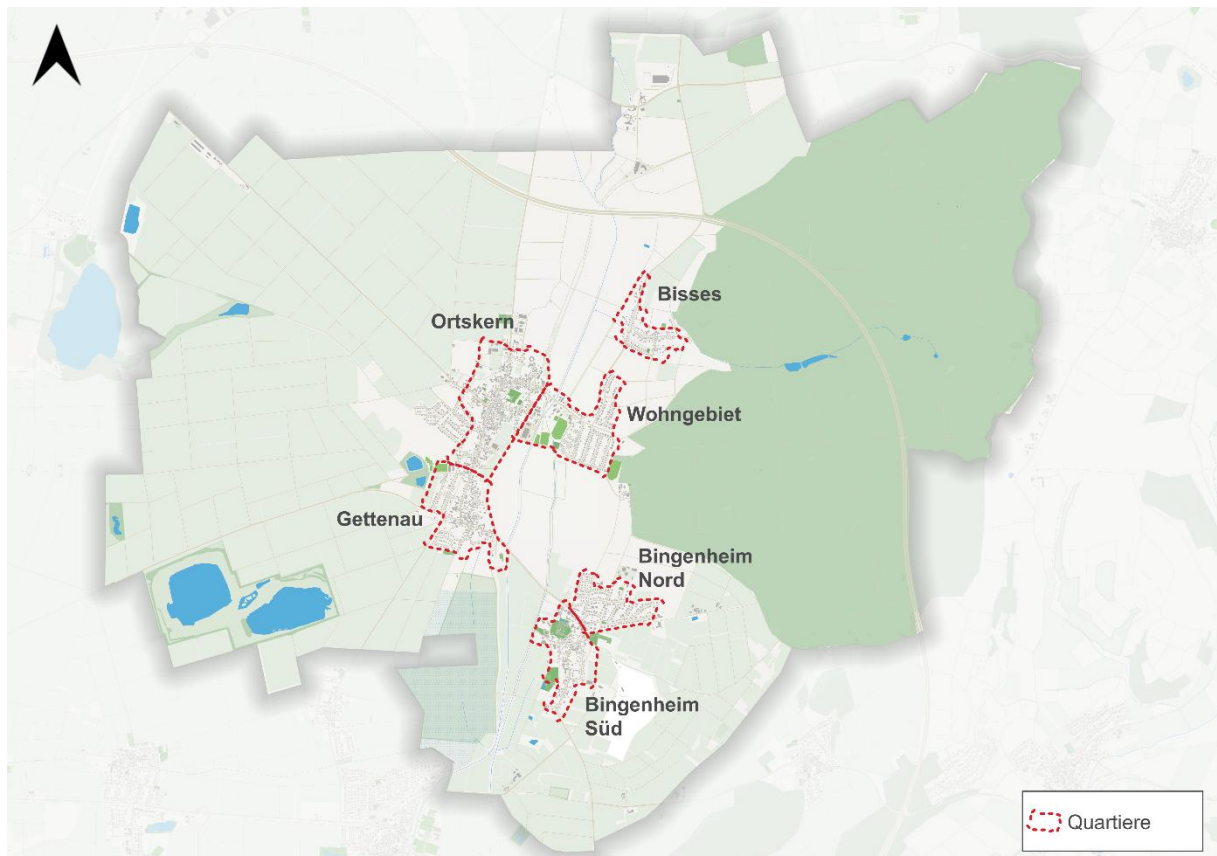 Bisses
Ortskern
Wohngebiet
Gettenau
Bingenheim
Nord
Bingenheim
Süd
Quartiere